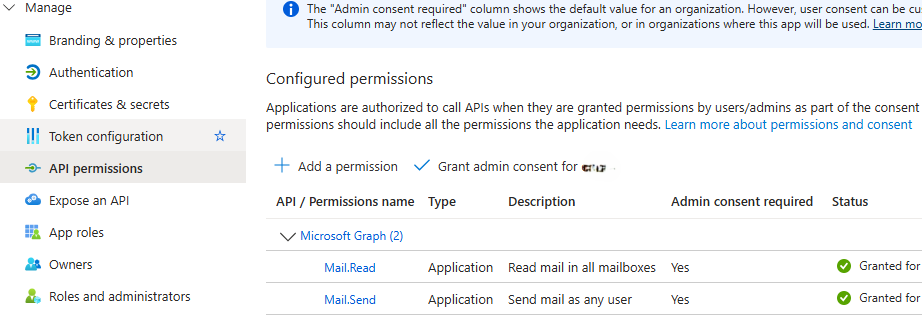 Manage
Branding & properties
Authentication
Certificates & secrets
Token configuration
API permissions
Expose an API
App roles
Owners
Roles and administrators
The "Admin consent required" column shows the default value for an organization. However, user consent can be cu
This column may not reflect the value in your organization, or in organizations where this app will be used. Learn mo
Configured permissions
Applications are authorized to call APIs when they are granted permissions by users/admins as part of the consent
permissions should include all the permissions the application needs. Learn more about permissions and consent
Add a permission Grant admin consent for
API / Permissions name Type Description Admin consent required Status
Microsoft Graph (2)
Mail.Read Application Read mail in all mailboxes Yes Granted for
Mail.Send Application Send mail as any user Yes Granted for